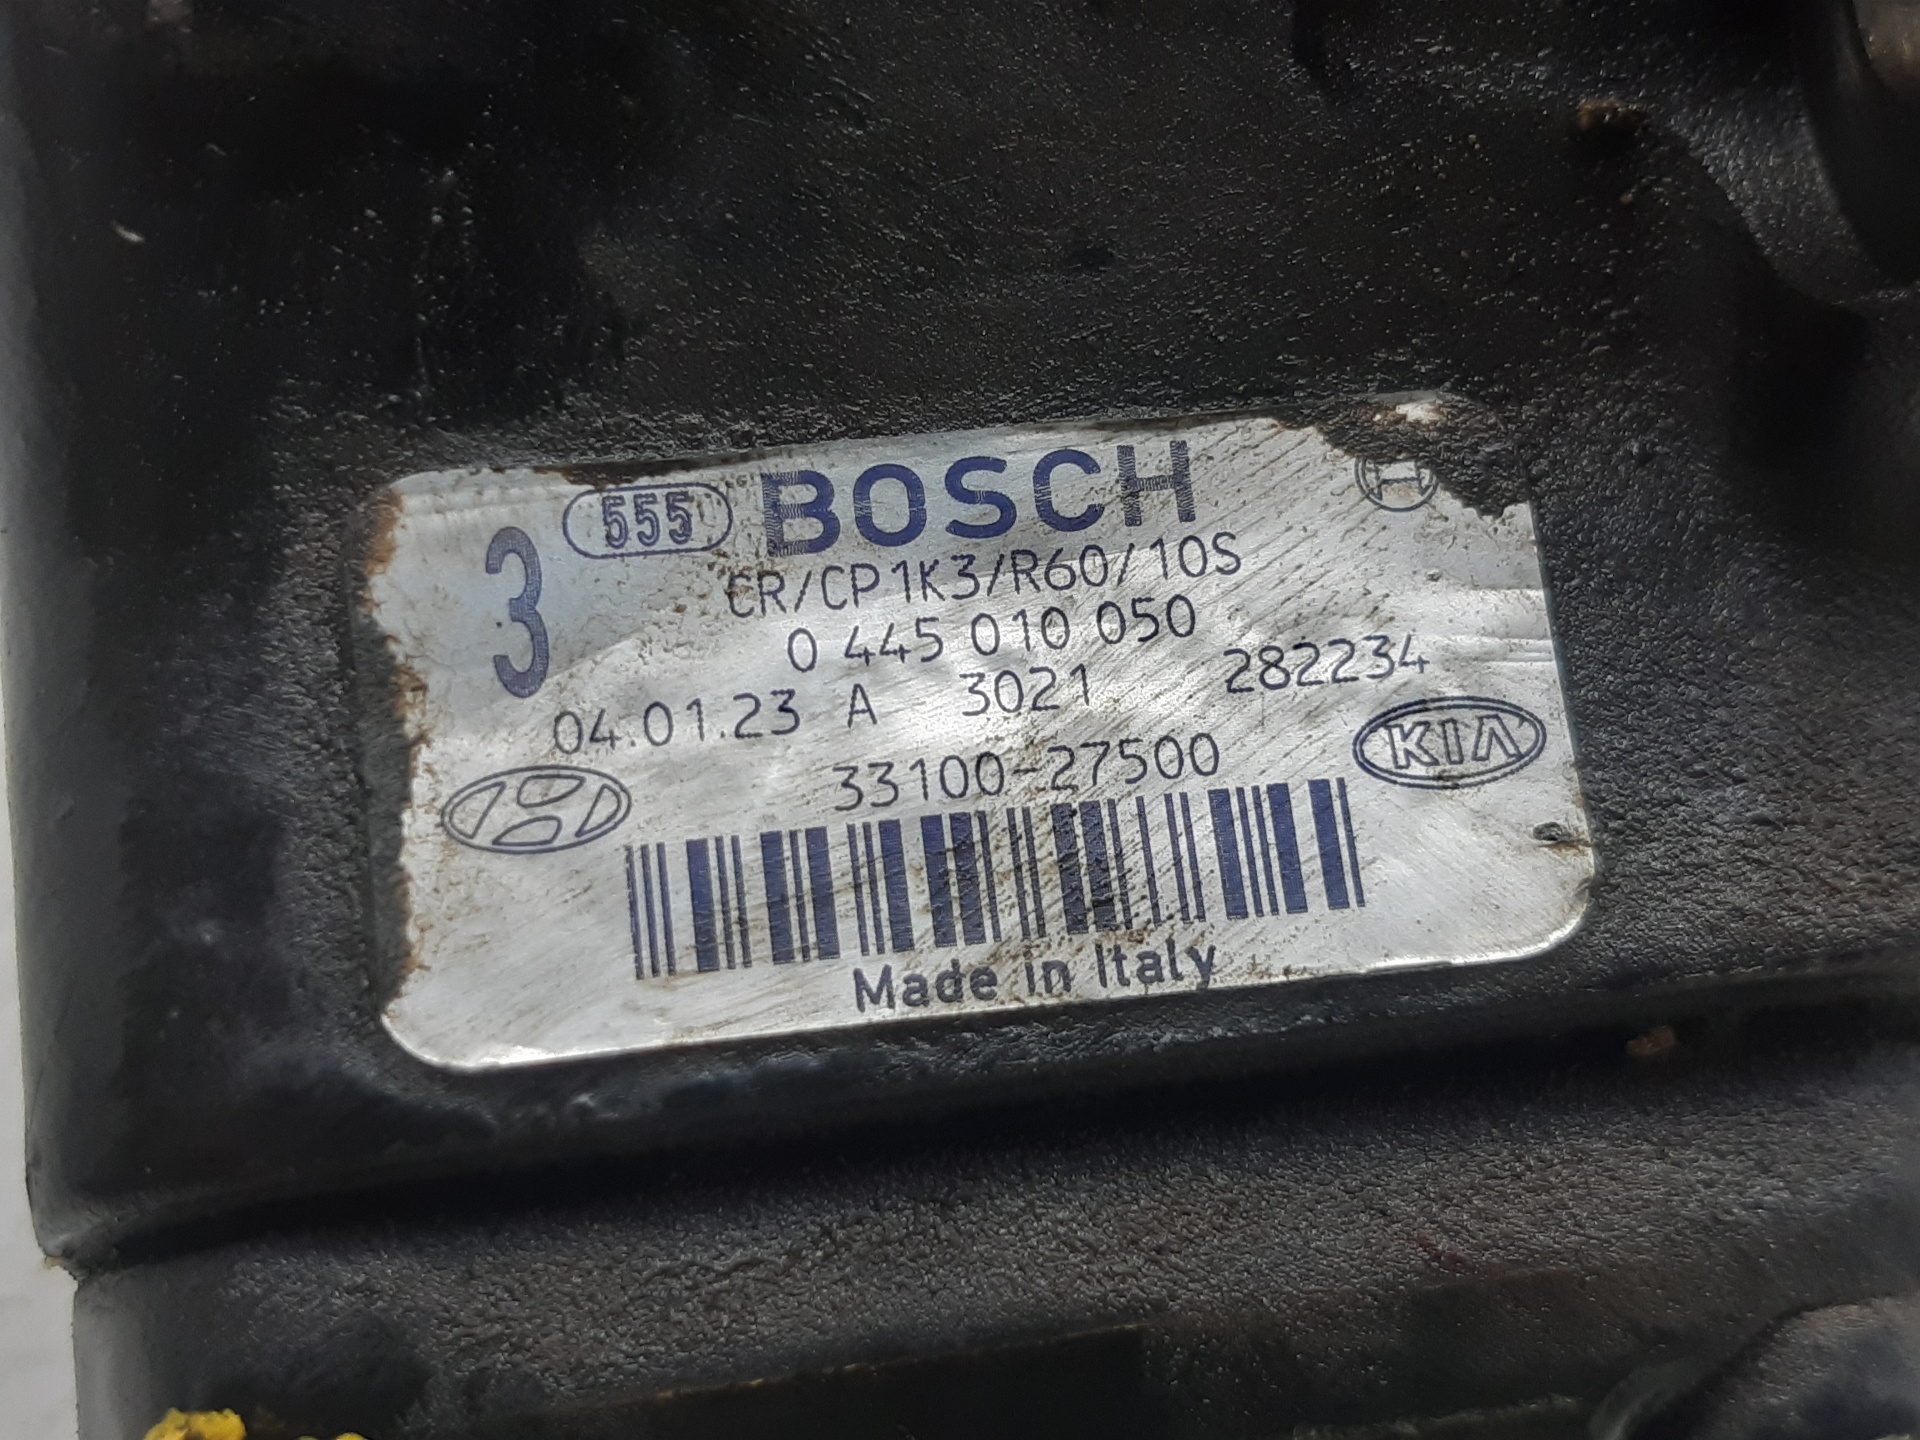 3 555 BOSCH
CR/CP1K3/R60/10S
0 445 010 050
04.01.23 A 3021 282234
33100-27500
KIA
Made in Italy